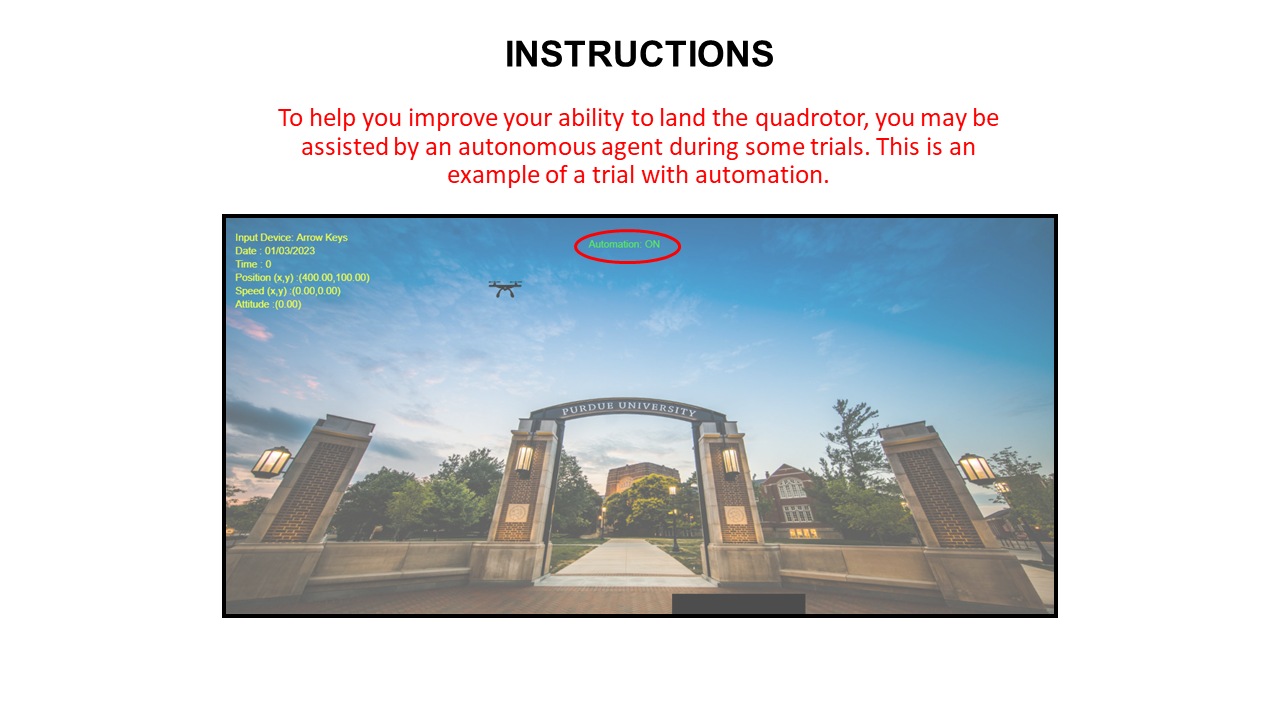 INSTRUCTIONS
To help you improve your ability to land the quadrotor, you may be
assisted by an autonomous agent during some trials. This is an
example of a trial with automation.
Input Device: Arrow Keys
Date : 01/03/2023
Time : 0
Position (x,y) :(400.00,100.00)
Speed (x,y) :(0.00,0.00)
Attitude :(0.00)
Automation: ON
PURDUE UNIVERSITY